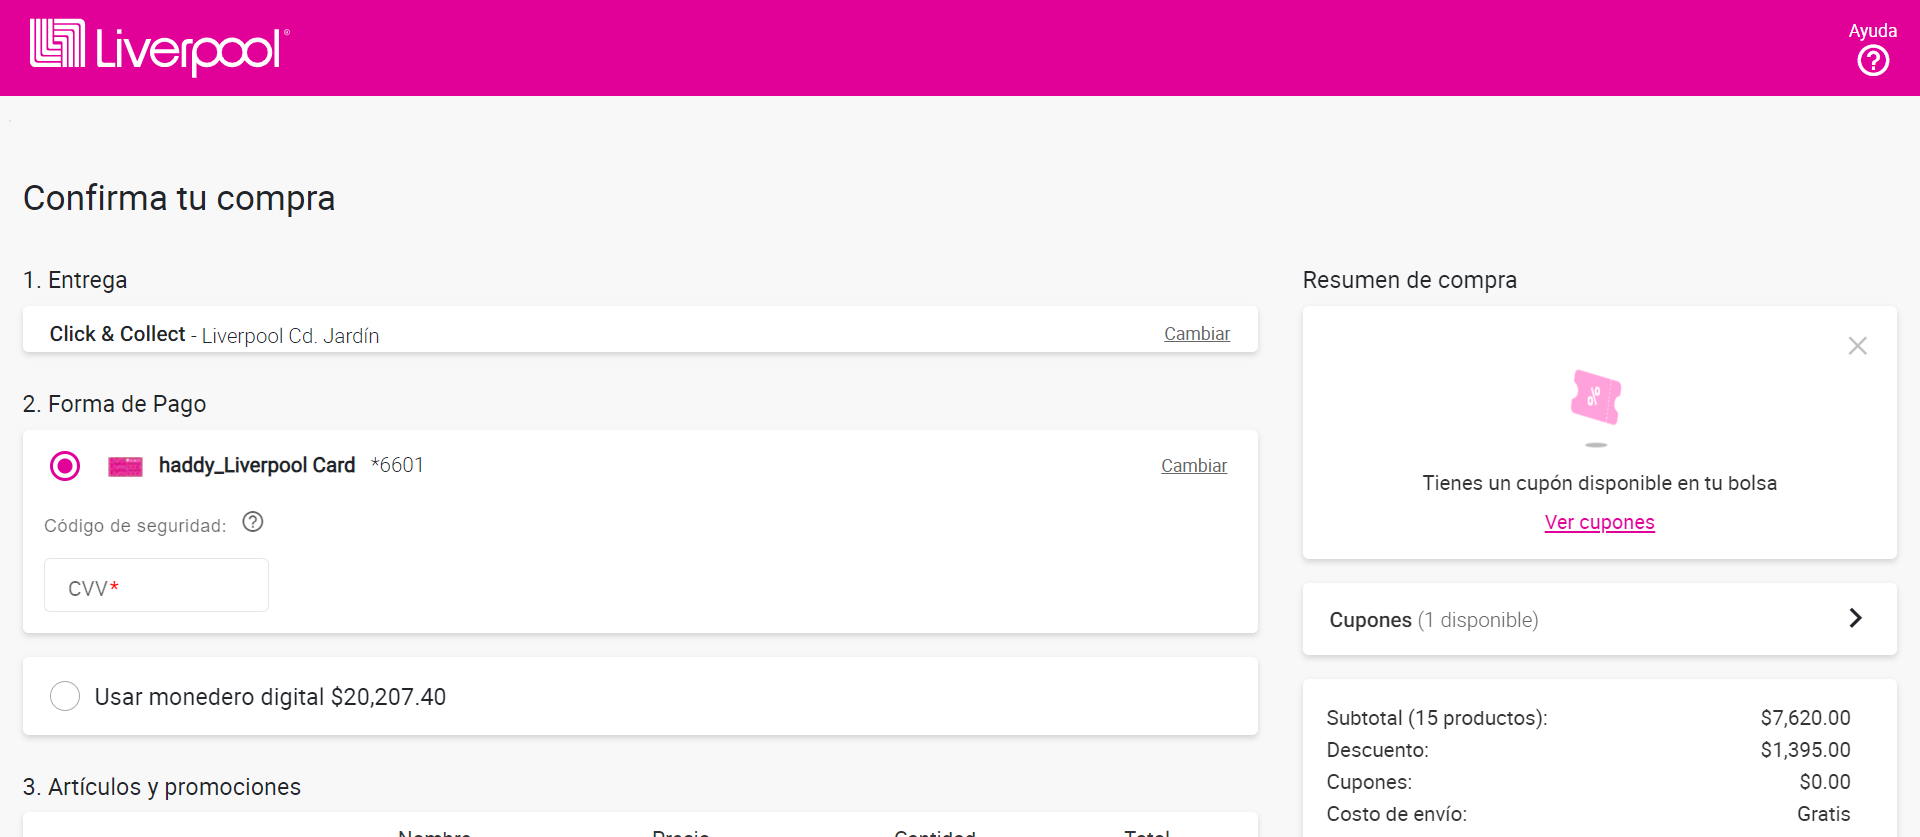 Liverpool®
Ayuda
Confirma tu compra
1. Entrega
Click & Collect - Liverpool Cd. Jardín
Cambiar
2. Forma de Pago
haddy_Liverpool Card *6601
Cambiar
Código de seguridad:
CVV*
Usar monedero digital $20,207.40
3. Artículos y promociones
Nombre Precio Cantidad Total
Resumen de compra
%
Tienes un cupón disponible en tu bolsa
Ver cupones
Cupones (1 disponible)
Subtotal (15 productos): $7,620.00
Descuento: $1,395.00
Cupones: $0.00
Costo de envío: Gratis